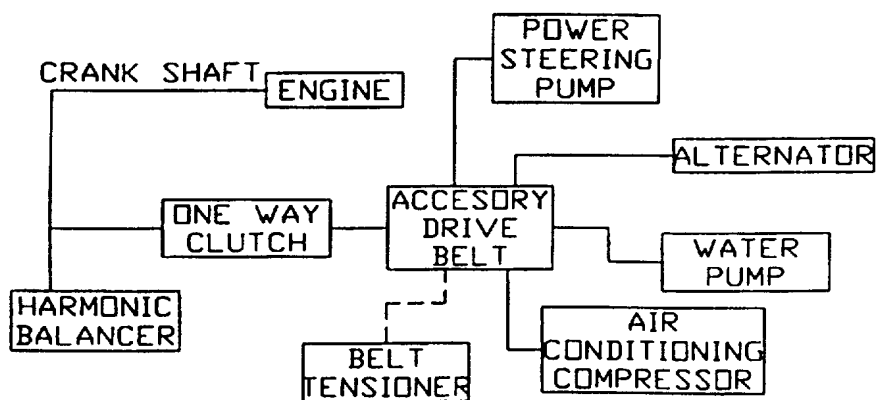 POWER
STEERING
PUMP
CRANK SHAFT
ENGINE
ALTERNATOR
ACCESORY
DRIVE
BELT
ONE WAY
CLUTCH
WATER
PUMP
HARMONIC
BALANCER
AIR
CONDITIONING
COMPRESSOR
BELT
TENSIONER